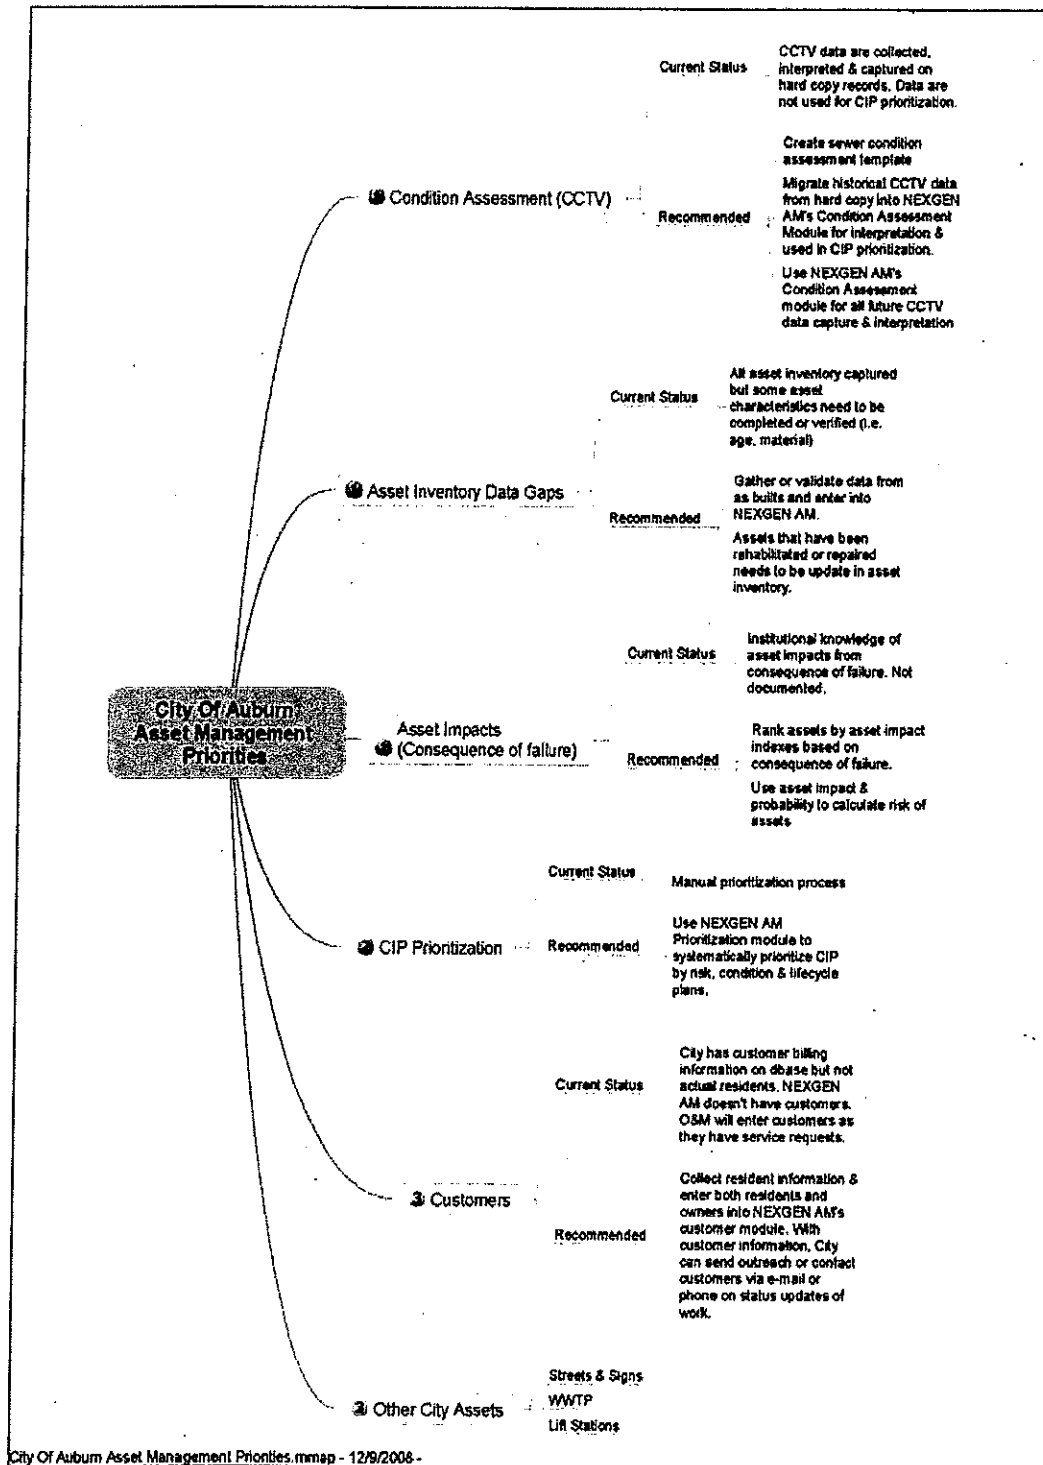 Current Status
CCTV data are collected,
interpreted & captured on
hard copy records. Data are
not used for CIP prioritization.
Condition Assessment (CCTV)
Recommended
Create sewer condition
assessment template
Migrate historical CCTV data
from hard copy into NEXGEN
AM's Condition Assessment
Module for interpretation &
used in CIP prioritization.
Use NEXGEN AM's
Condition Assessment
module for all future CCTV
data capture & interpretation
Asset Inventory Data Gaps
Current Status
All asset inventory captured
but some asset
characteristics need to be
completed or verified (i.e.
age, material)
Recommended
Gather or validate data from
as builts and enter into
NEXGEN AM.
Assets that have been
rehabilitated or repaired
needs to be update in asset
inventory.
City Of Auburn
Asset Management
Priorities
Asset Impacts
(Consequence of failure)
Current Status
Institutional knowledge of
asset impacts from
consequence of failure. Not
documented.
Recommended
Rank assets by asset impact
indexes based on
consequence of failure.
Use asset impact &
probability to calculate risk of
assets
CIP Prioritization
Current Status
Manual prioritization process
Recommended
Use NEXGEN AM
Prioritization module to
systematically prioritize CIP
by risk, condition & lifecycle
plans.
3 Customers
Current Status
City has customer billing
information on dbase but not
actual residents. NEXGEN
AM doesn't have customers.
O&M will enter customers as
they have service requests.
Recommended
Collect resident information &
enter both residents and
owners into NEXGEN AM's
customer module. With
customer information, City
can send outreach or contact
customers via e-mail or
phone on status updates of
work.
3 Other City Assets
Streets & Signs
WWTP
Lift Stations
City Of Auburn Asset Management Priorities.mmap - 12/9/2008 -